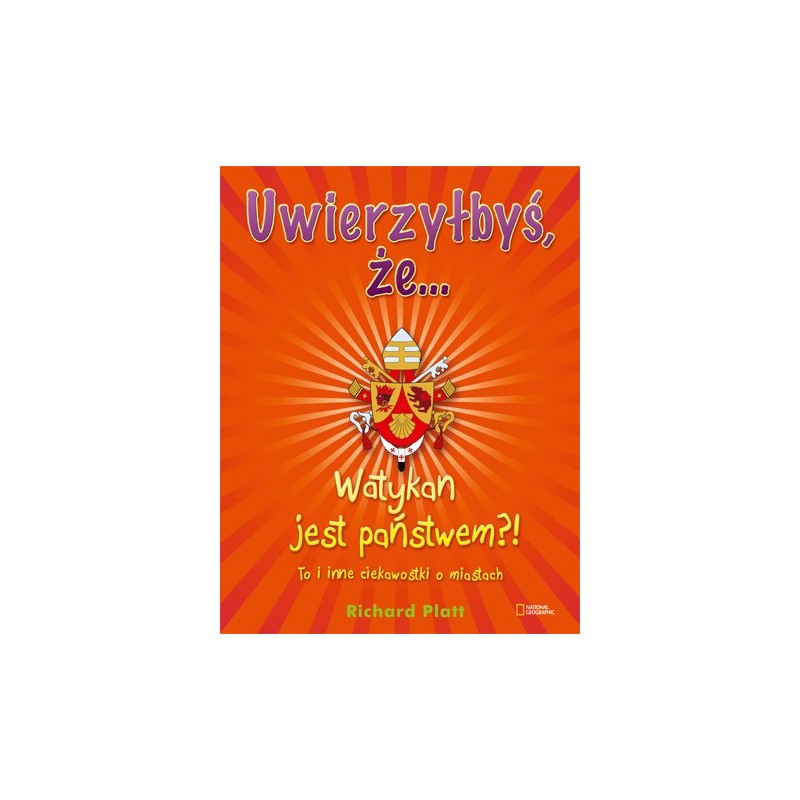 Uwierzyłbyś,
że...
Watykan
jest państwem?!
To i inne ciekawostki o miastach
Richard Platt
NATIONAL
GEOGRAPHIC